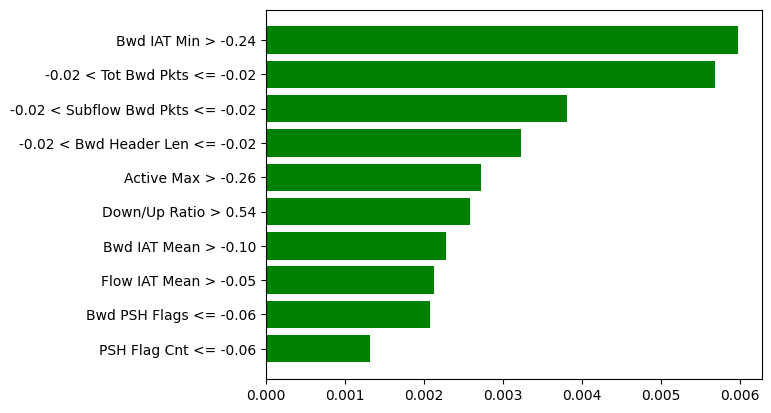 Bwd IAT Min > -0.24
-0.02 < Tot Bwd Pkts <= -0.02
-0.02 < Subflow Bwd Pkts <= -0.02
-0.02 < Bwd Header Len <= -0.02
Active Max > -0.26
Down/Up Ratio > 0.54
Bwd IAT Mean > -0.10
Flow IAT Mean > -0.05
Bwd PSH Flags <= -0.06
PSH Flag Cnt <= -0.06
0.000 0.001 0.002 0.003 0.004 0.005 0.006